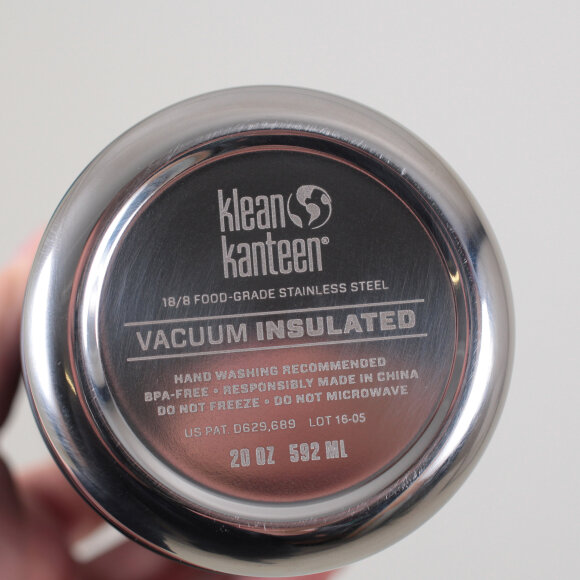 klean
kanteen®
18/8 FOOD-GRADE STAINLESS STEEL
VACUUM INSULATED
HAND WASHING RECOMMENDED
BPA-FREE • RESPONSIBLY MADE IN CHINA
DO NOT FREEZE • DO NOT MICROWAVE
US PAT. D629,689 LOT 16-05
20 OZ 592 ML